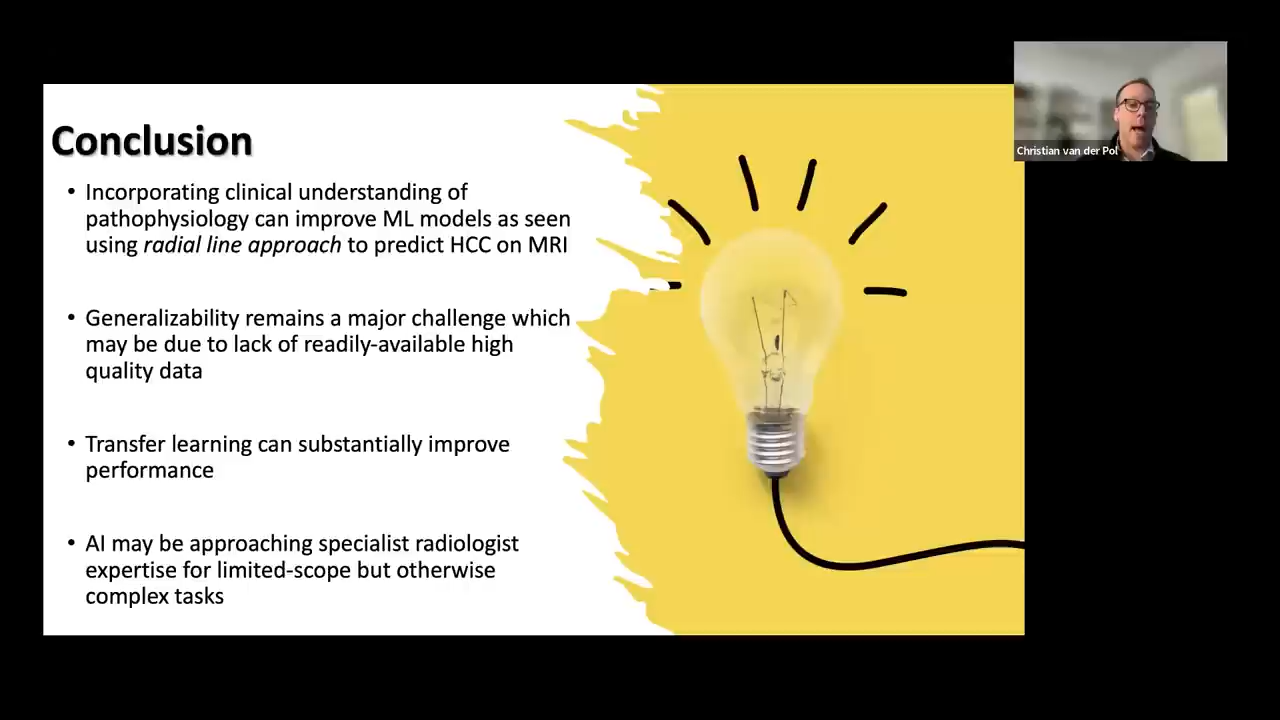 Conclusion
• Incorporating clinical understanding of
pathophysiology can improve ML models as seen
using radial line approach to predict HCC on MRI
• Generalizability remains a major challenge which
may be due to lack of readily-available high
quality data
• Transfer learning can substantially improve
performance
• AI may be approaching specialist radiologist
expertise for limited-scope but otherwise
complex tasks
Christian van der Pol